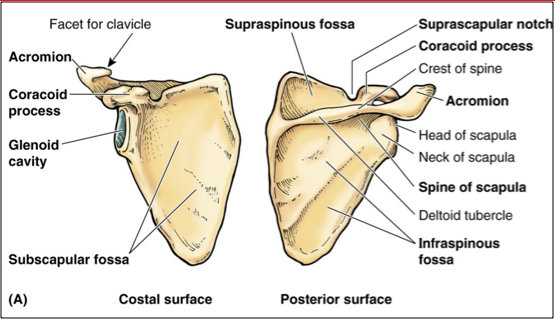 Facet for clavicle
Acromion
Coracoid
process
Glenoid
cavity
Subscapular fossa
Supraspinous fossa
Suprascapular notch
Coracoid process
Crest of spine
Acromion
Head of scapula
Neck of scapula
Spine of scapula
Deltoid tubercle
Infraspinous
fossa
(A)
Costal surface
Posterior surface